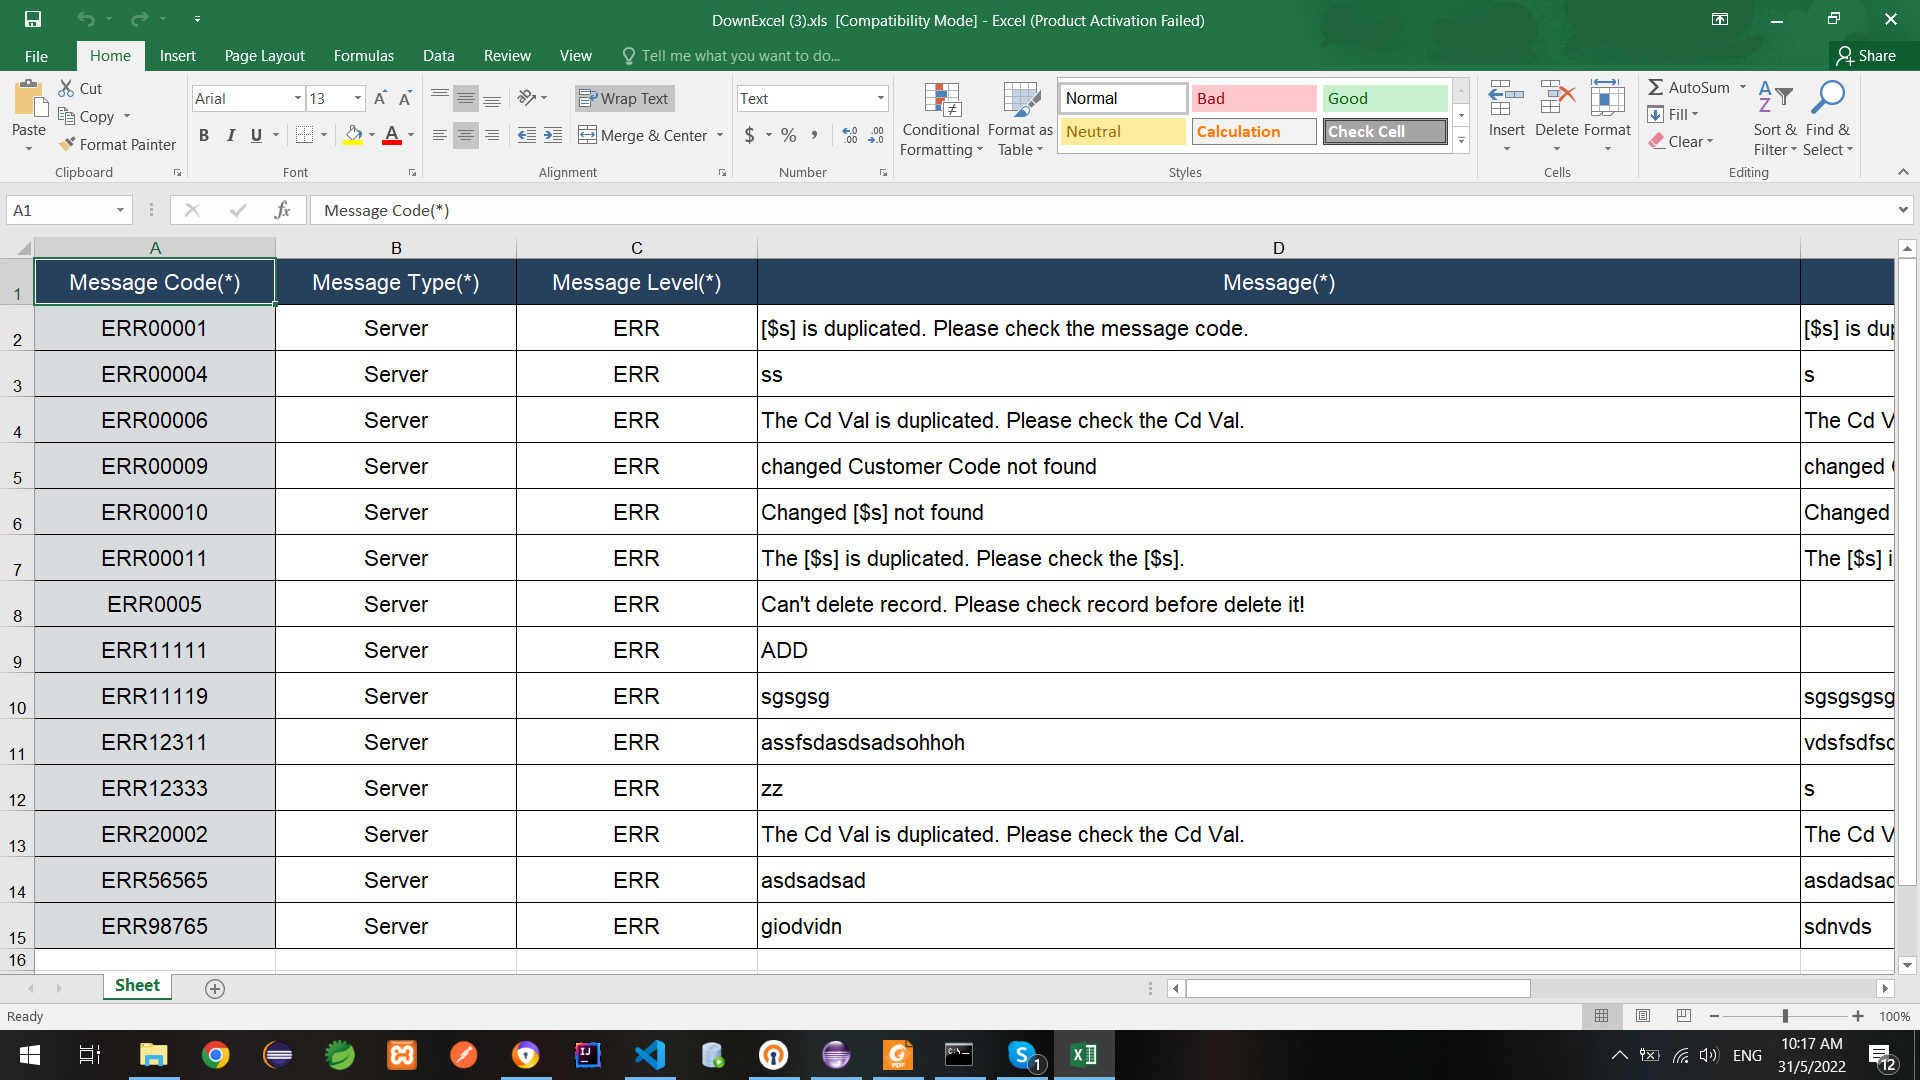 DownExcel (3).xls  [Compatibility Mode] - Excel (Product Activation Failed)
File Home Insert Page Layout Formulas Data Review View Tell me what you want to do... Share
Paste Cut Copy Format Painter Clipboard
Arial 13 B I U A Font
Wrap Text Merge & Center Alignment
Text $ % , Number
Conditional Formatting Format as Table
Normal Bad Good
Neutral Calculation Check Cell
Styles
Insert Delete Format Cells
AutoSum Fill Clear Sort & Filter Find & Select Editing
A1 fx Message Code(*)
A B C D
1 Message Code(*) Message Type(*) Message Level(*) Message(*)
2 ERR00001 Server ERR [$s] is duplicated. Please check the message code. [$s] is dup
3 ERR00004 Server ERR ss s
4 ERR00006 Server ERR The Cd Val is duplicated. Please check the Cd Val. The Cd V
5 ERR00009 Server ERR changed Customer Code not found changed
6 ERR00010 Server ERR Changed [$s] not found Changed
7 ERR00011 Server ERR The [$s] is duplicated. Please check the [$s]. The [$s] i
8 ERR0005 Server ERR Can't delete record. Please check record before delete it!
9 ERR11111 Server ERR ADD
10 ERR11119 Server ERR sgsgsg sgsgsgsg
11 ERR12311 Server ERR assfsdasdsadsohhoh vdsfsdfsd
12 ERR12333 Server ERR zz s
13 ERR20002 Server ERR The Cd Val is duplicated. Please check the Cd Val. The Cd V
14 ERR56565 Server ERR asdsadsad asdadsad
15 ERR98765 Server ERR giodvidn sdnvds
16
Sheet
Ready 100%
ENG 10:17 AM
31/5/2022
1 12